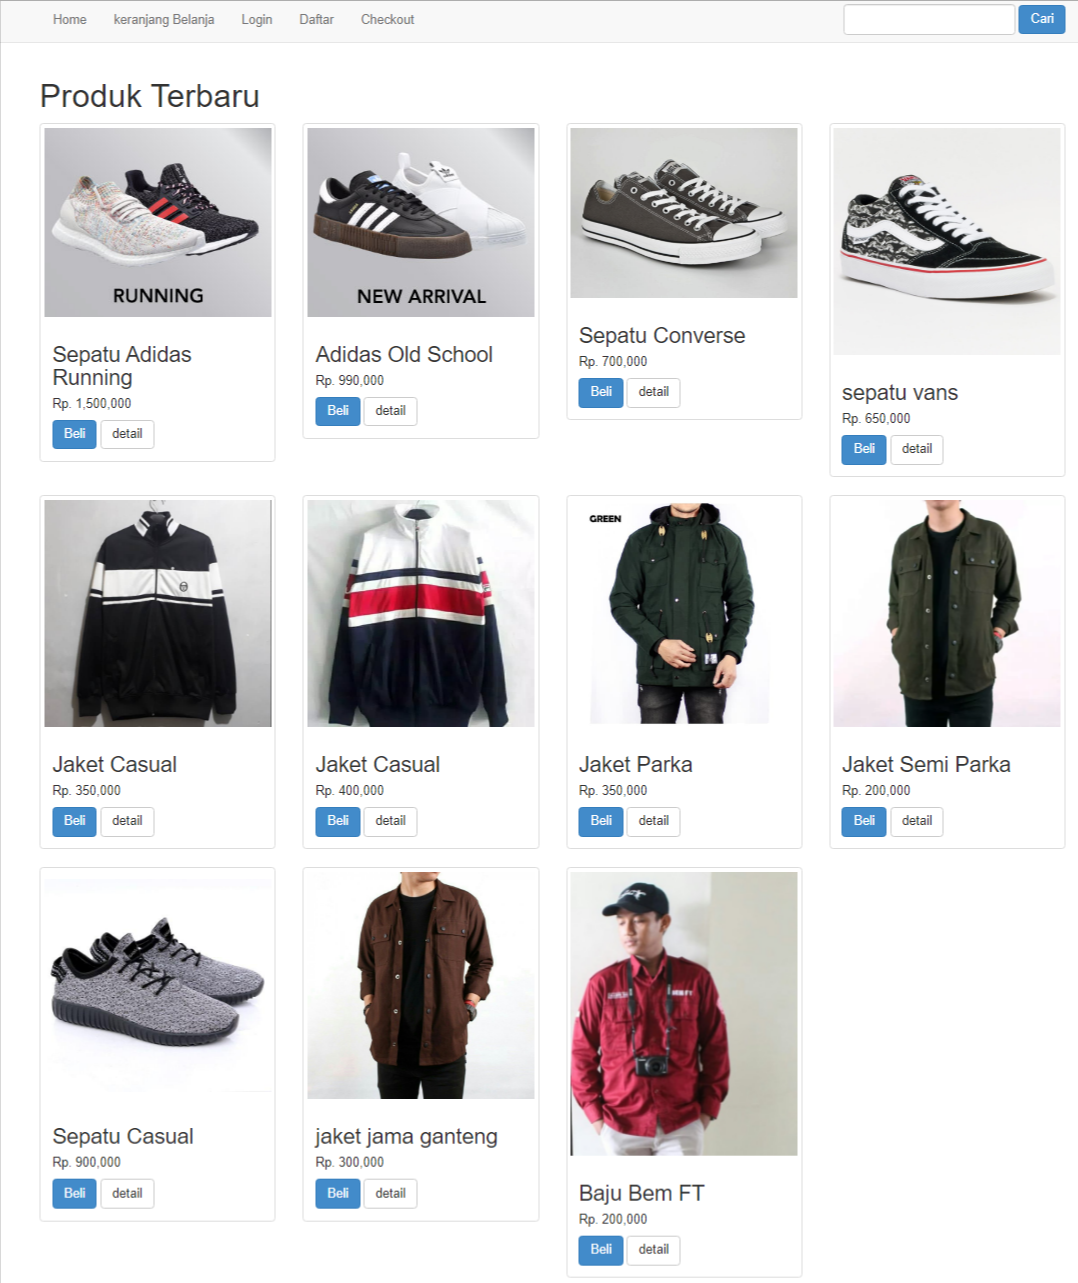 Home keranjang Belanja Login Daftar Checkout Cari
Produk Terbaru
RUNNING
Sepatu Adidas
Running
Rp. 1,500,000
Beli detail
NEW ARRIVAL
Adidas Old School
Rp. 990,000
Beli detail
Sepatu Converse
Rp. 700,000
Beli detail
sepatu vans
Rp. 650,000
Beli detail
Jaket Casual
Rp. 350,000
Beli detail
Jaket Casual
Rp. 400,000
Beli detail
GREEN
Jaket Parka
Rp. 350,000
Beli detail
Jaket Semi Parka
Rp. 200,000
Beli detail
Sepatu Casual
Rp. 900,000
Beli detail
jaket jama ganteng
Rp. 300,000
Beli detail
BEM FT
Baju Bem FT
Rp. 200,000
Beli detail